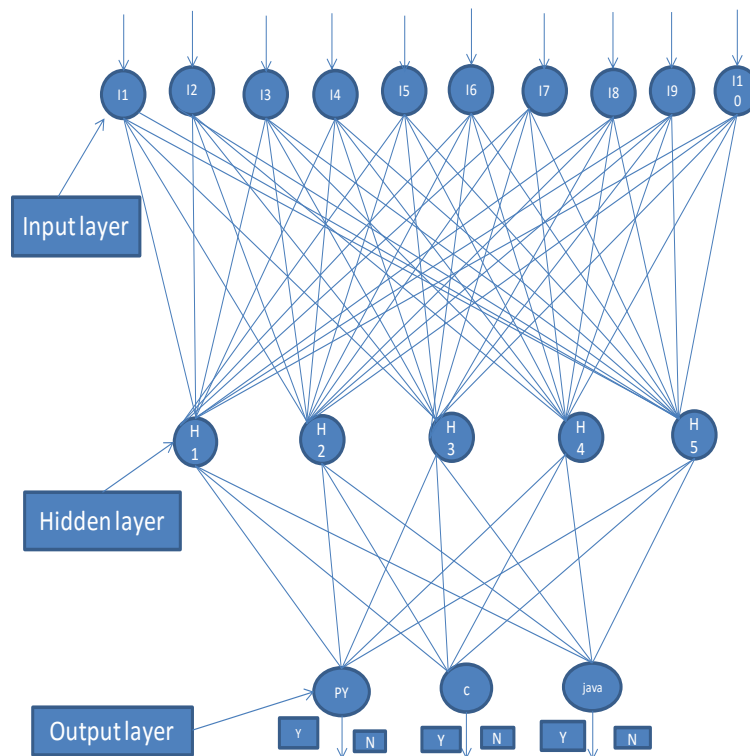 I1
I2
I3
I4
I5
I6
I7
I8
I9
I1
0
Input layer
H
1
H
2
H
3
H
4
H
5
Hidden layer
PY
c
java
Output layer
Y
N
Y
N
Y
N